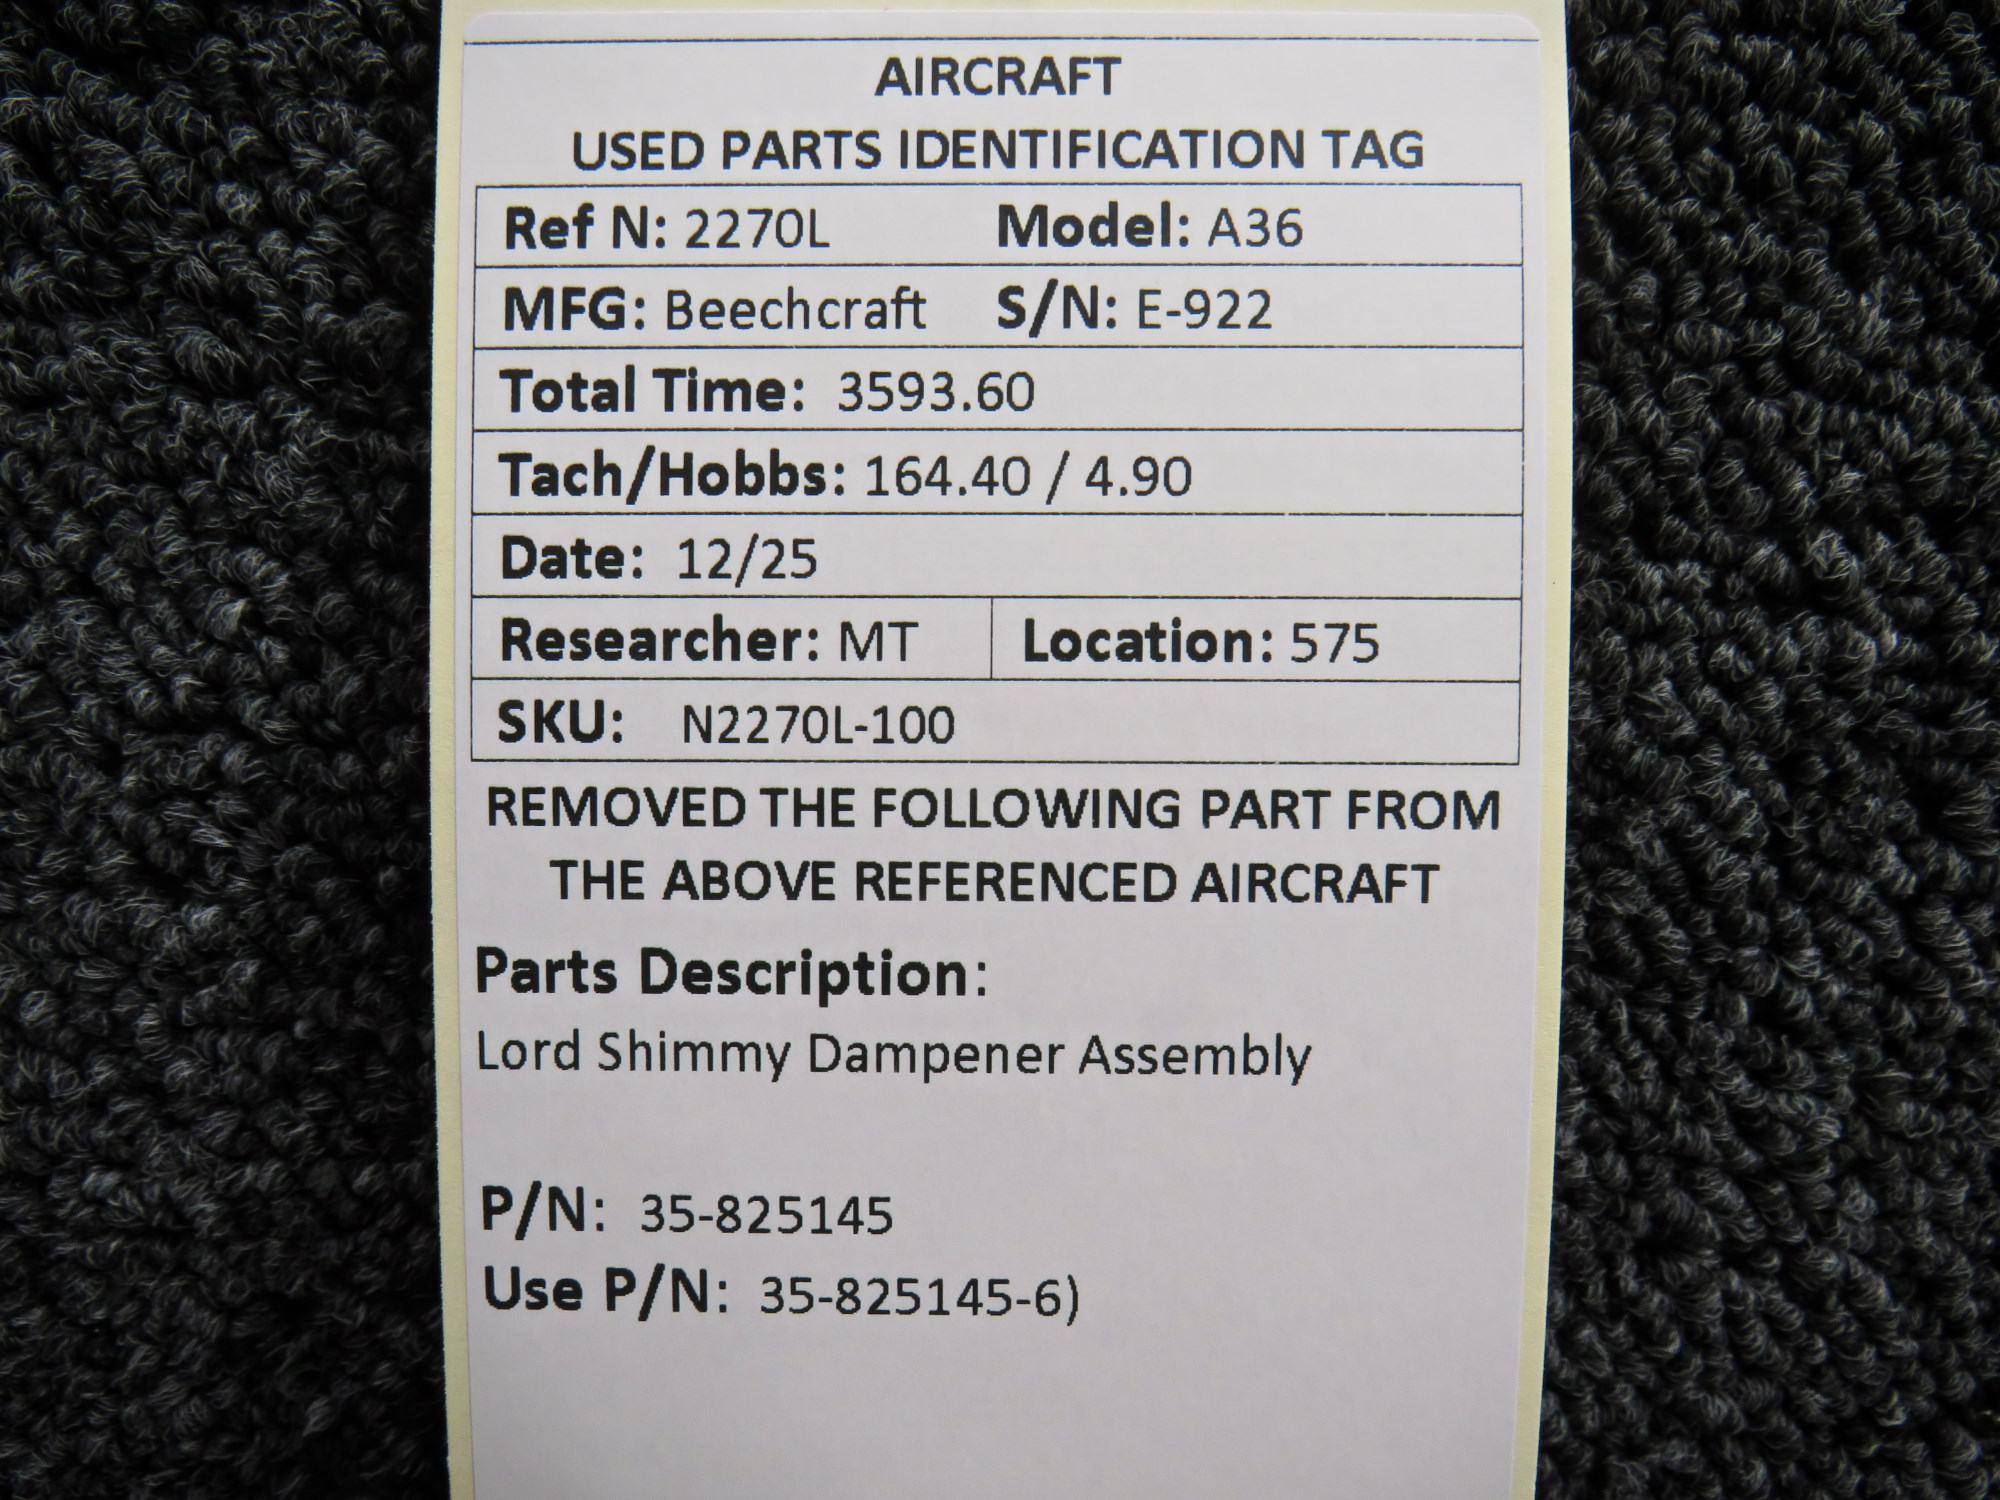 AIRCRAFT
USED PARTS IDENTIFICATION TAG
Ref N: 2270L Model: A36
MFG: Beechcraft S/N: E-922
Total Time: 3593.60
Tach/Hobbs: 164.40 / 4.90
Date: 12/25
Researcher: MT Location: 575
SKU: N2270L-100
REMOVED THE FOLLOWING PART FROM
THE ABOVE REFERENCED AIRCRAFT
Parts Description:
Lord Shimmy Dampener Assembly
P/N: 35-825145
Use P/N: 35-825145-6)